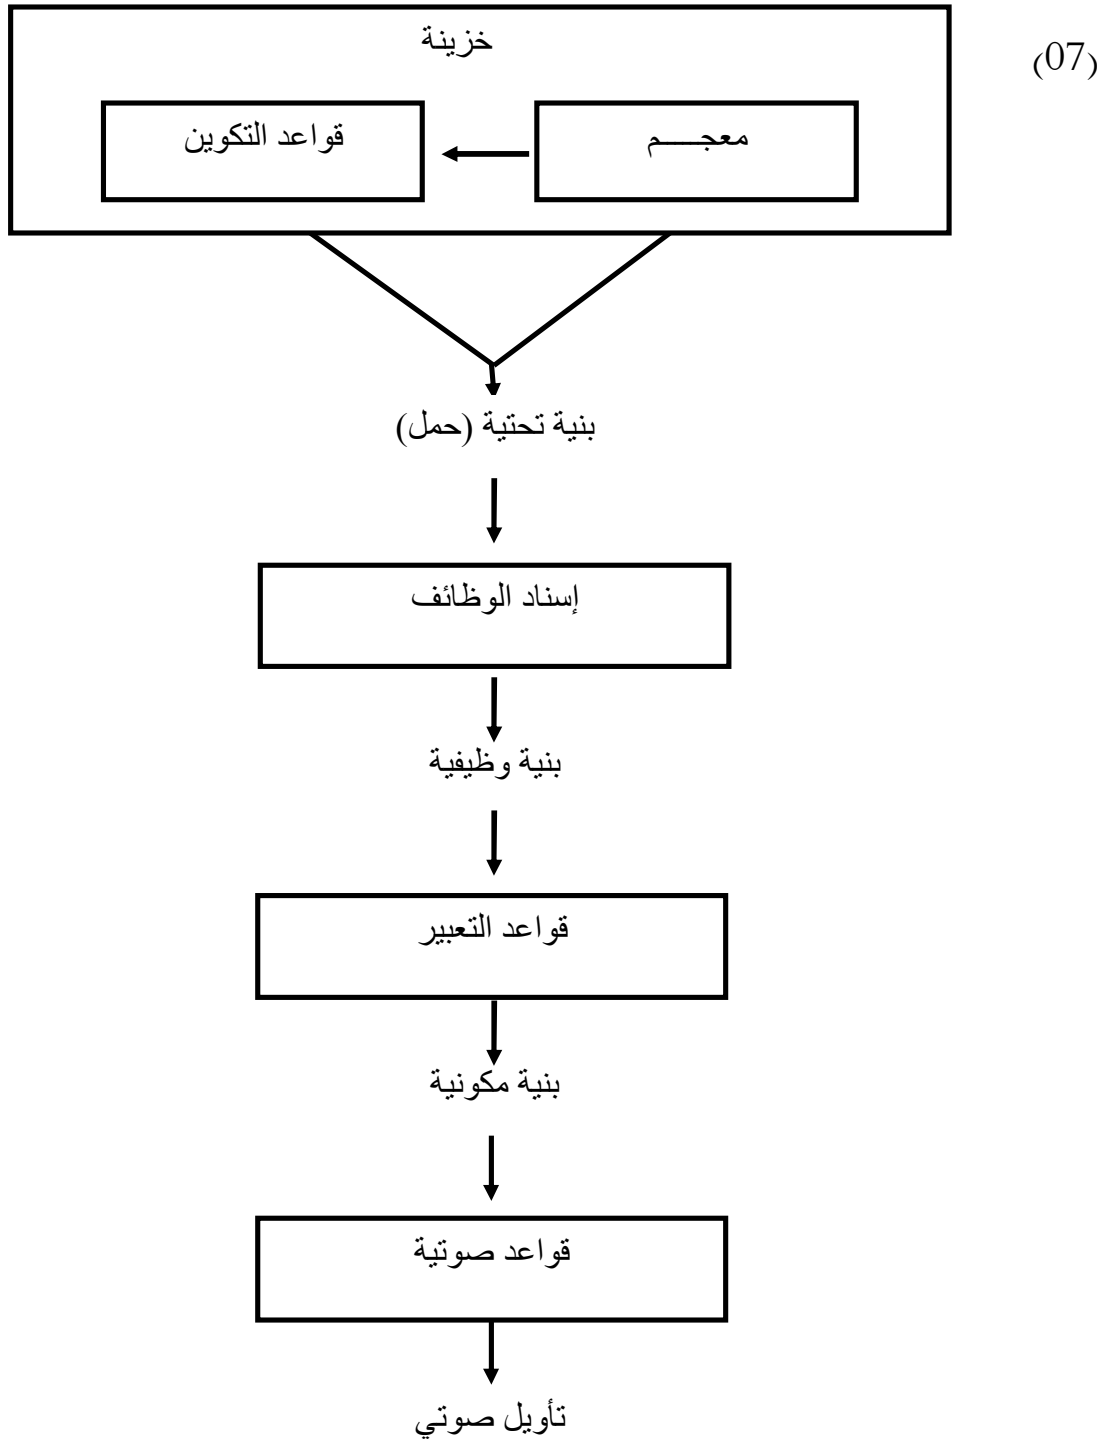 (07)
خزينة
معجــــم
قواعد التكوين
بنية تحتية (حمل)
إسناد الوظائف
بنية وظيفية
قواعد التعبير
بنية مكونية
قواعد صوتية
تأويل صوتي